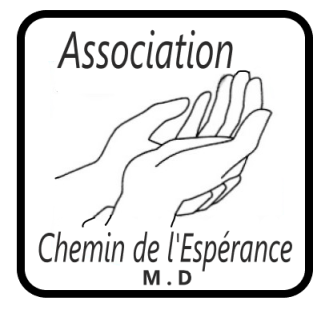 Association
Chemin de l'Espérance
M . D